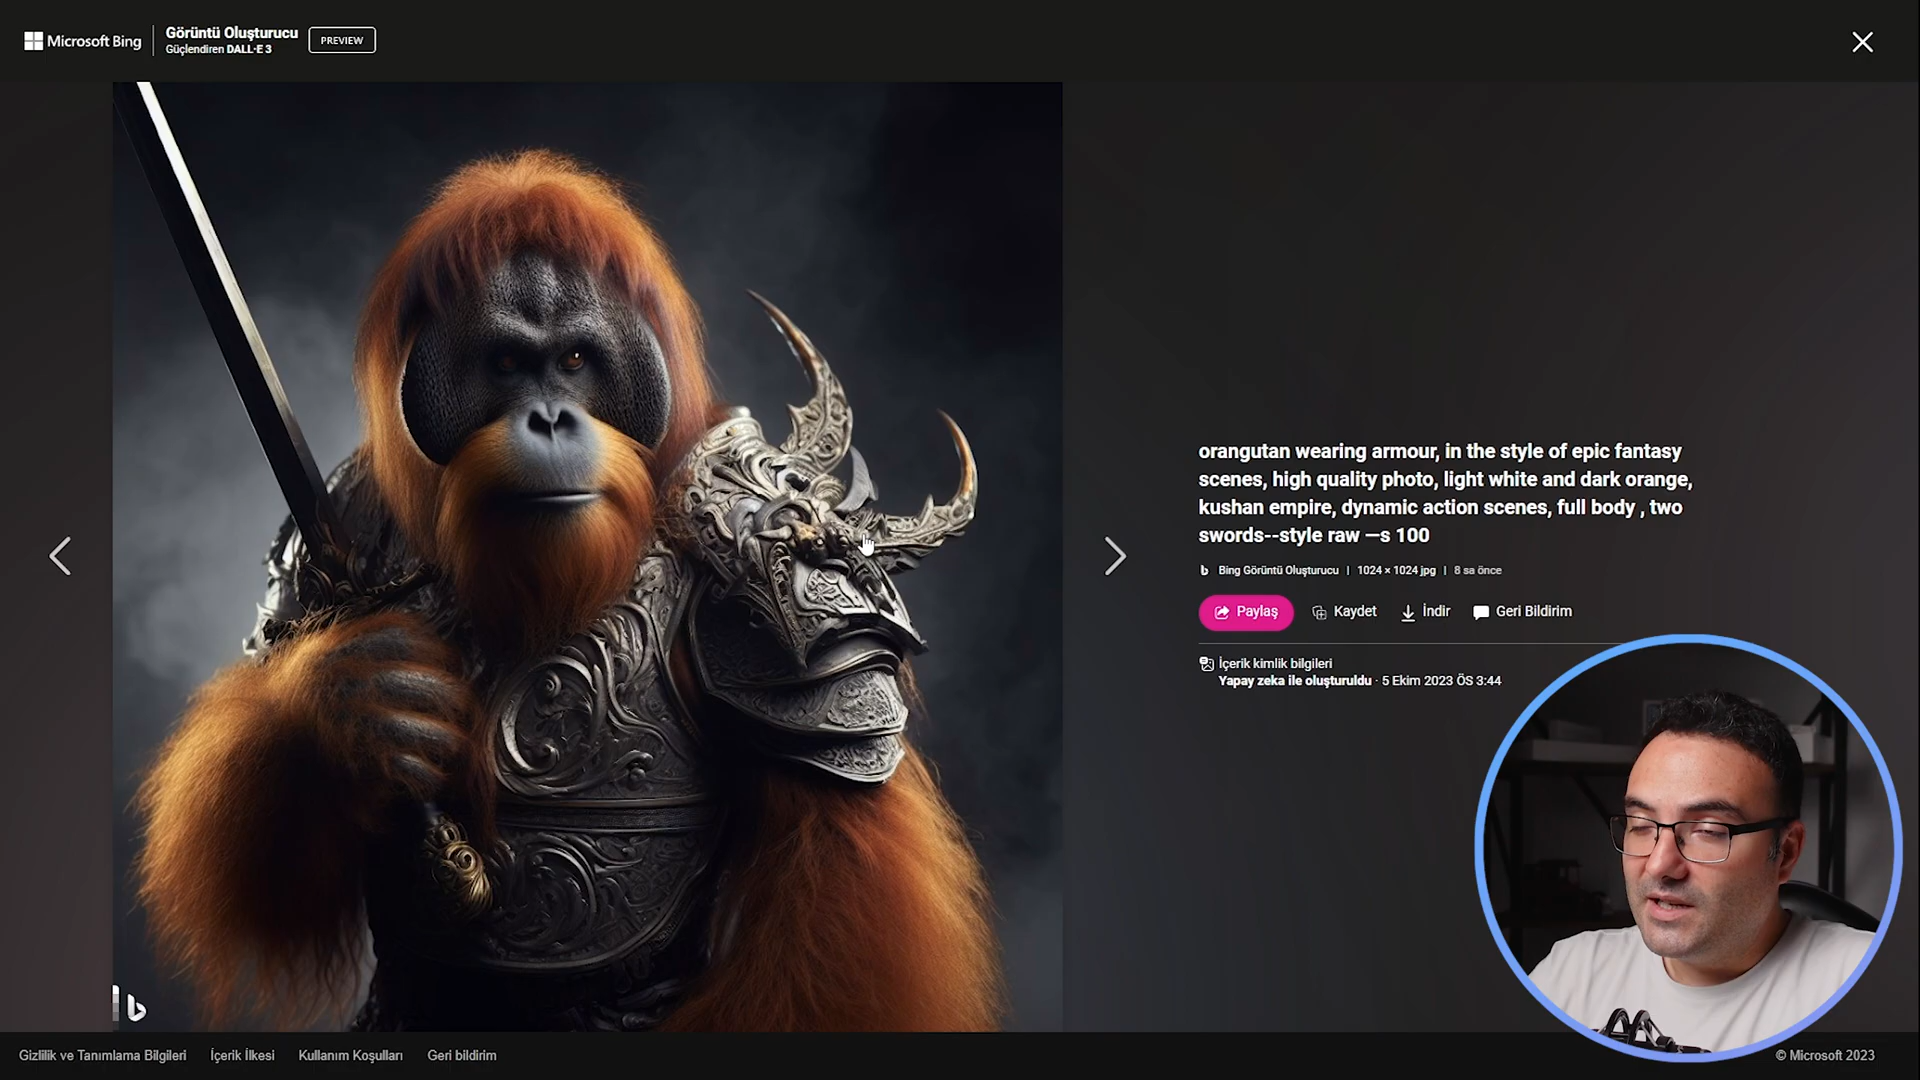 Microsoft Bing
Görüntü Oluşturucu
Güçlendiren DALL·E 3
PREVIEW
orangutan wearing armour, in the style of epic fantasy
scenes, high quality photo, light white and dark orange,
kushan empire, dynamic action scenes, full body , two
swords--style raw —s 100
Bing Görüntü Oluşturucu | 1024 × 1024 jpg | 8 sa önce
Paylaş Kaydet İndir Geri Bildirim
İçerik kimlik bilgileri
Yapay zeka ile oluşturuldu · 5 Ekim 2023 ÖS 3:44
Gizlilik ve Tanımlama Bilgileri İçerik İlkesi Kullanım Koşulları Geri bildirim
© Microsoft 2023